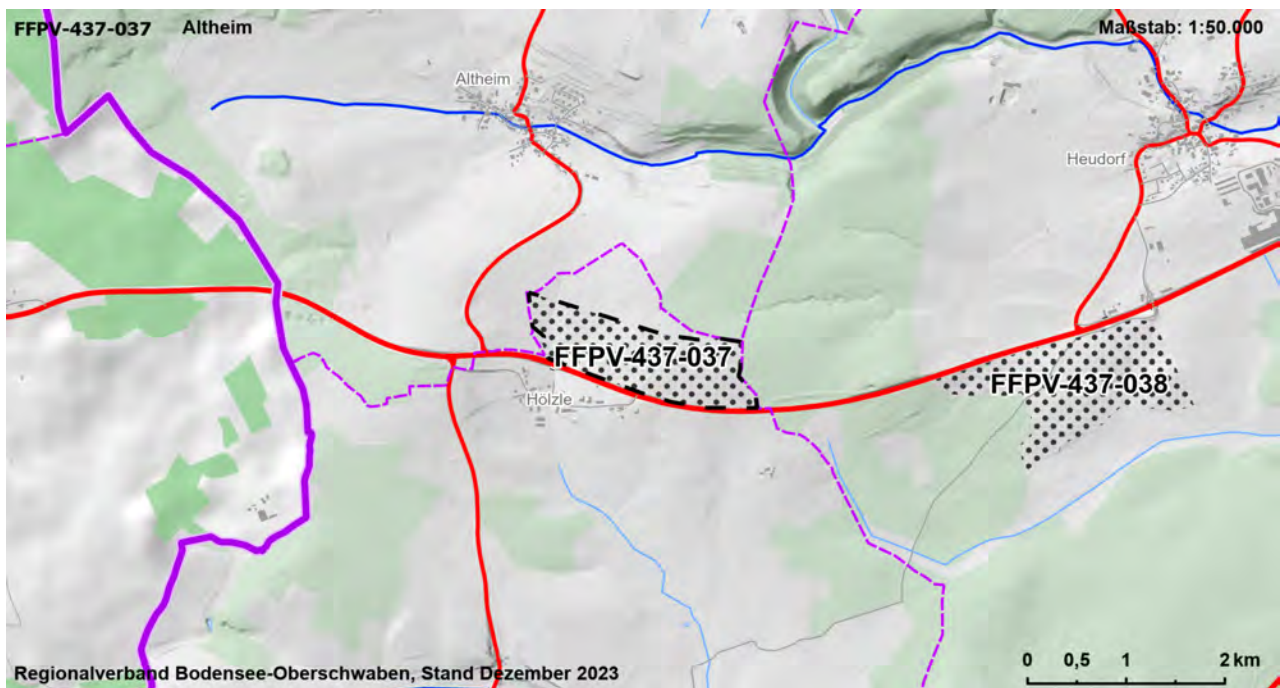 FFPV-437-037 Altheim
Maßstab: 1:50.000
Altheim
Heudorf
FFPV-437-037
FFPV-437-038
Hölzle
0 0,5 1 2 km
Regionalverband Bodensee-Oberschwaben, Stand Dezember 2023